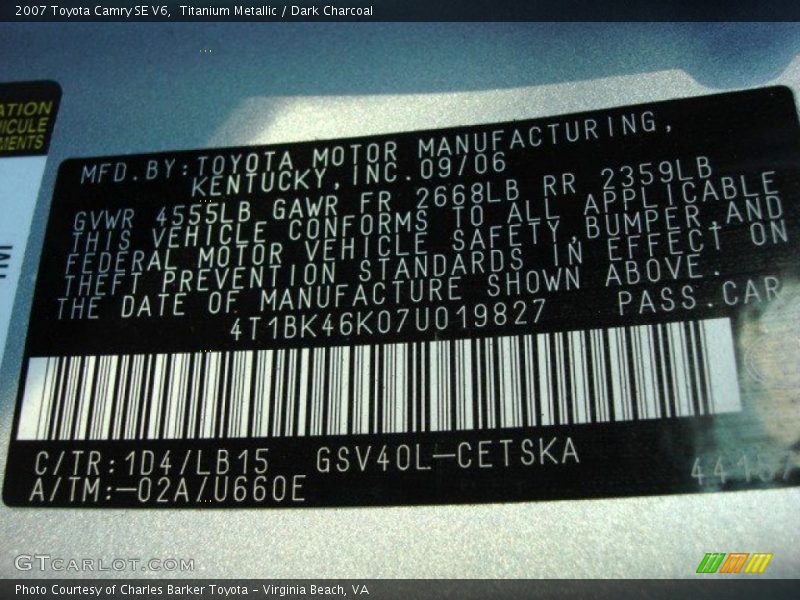 2007 Toyota Camry SE V6, Titanium Metallic / Dark Charcoal
MFD.BY:TOYOTA MOTOR MANUFACTURING,
KENTUCKY,INC.09/06
GVWR 4555LB GAWR FR 2668LB RR 2359LB
THIS VEHICLE CONFORMS TO ALL APPLICABLE
FEDERAL MOTOR VEHICLE SAFETY,BUMPER,AND
THEFT PREVENTION STANDARDS IN EFFECT ON
THE DATE OF MANUFACTURE SHOWN ABOVE.
4T1BK46K07U019827 PASS.CAR
C/TR:1D4/LB15 GSV40L-CETSKA
A/TM:-02A/U660E
GTCARLOT.COM
Photo Courtesy of Charles Barker Toyota - Virginia Beach, VA